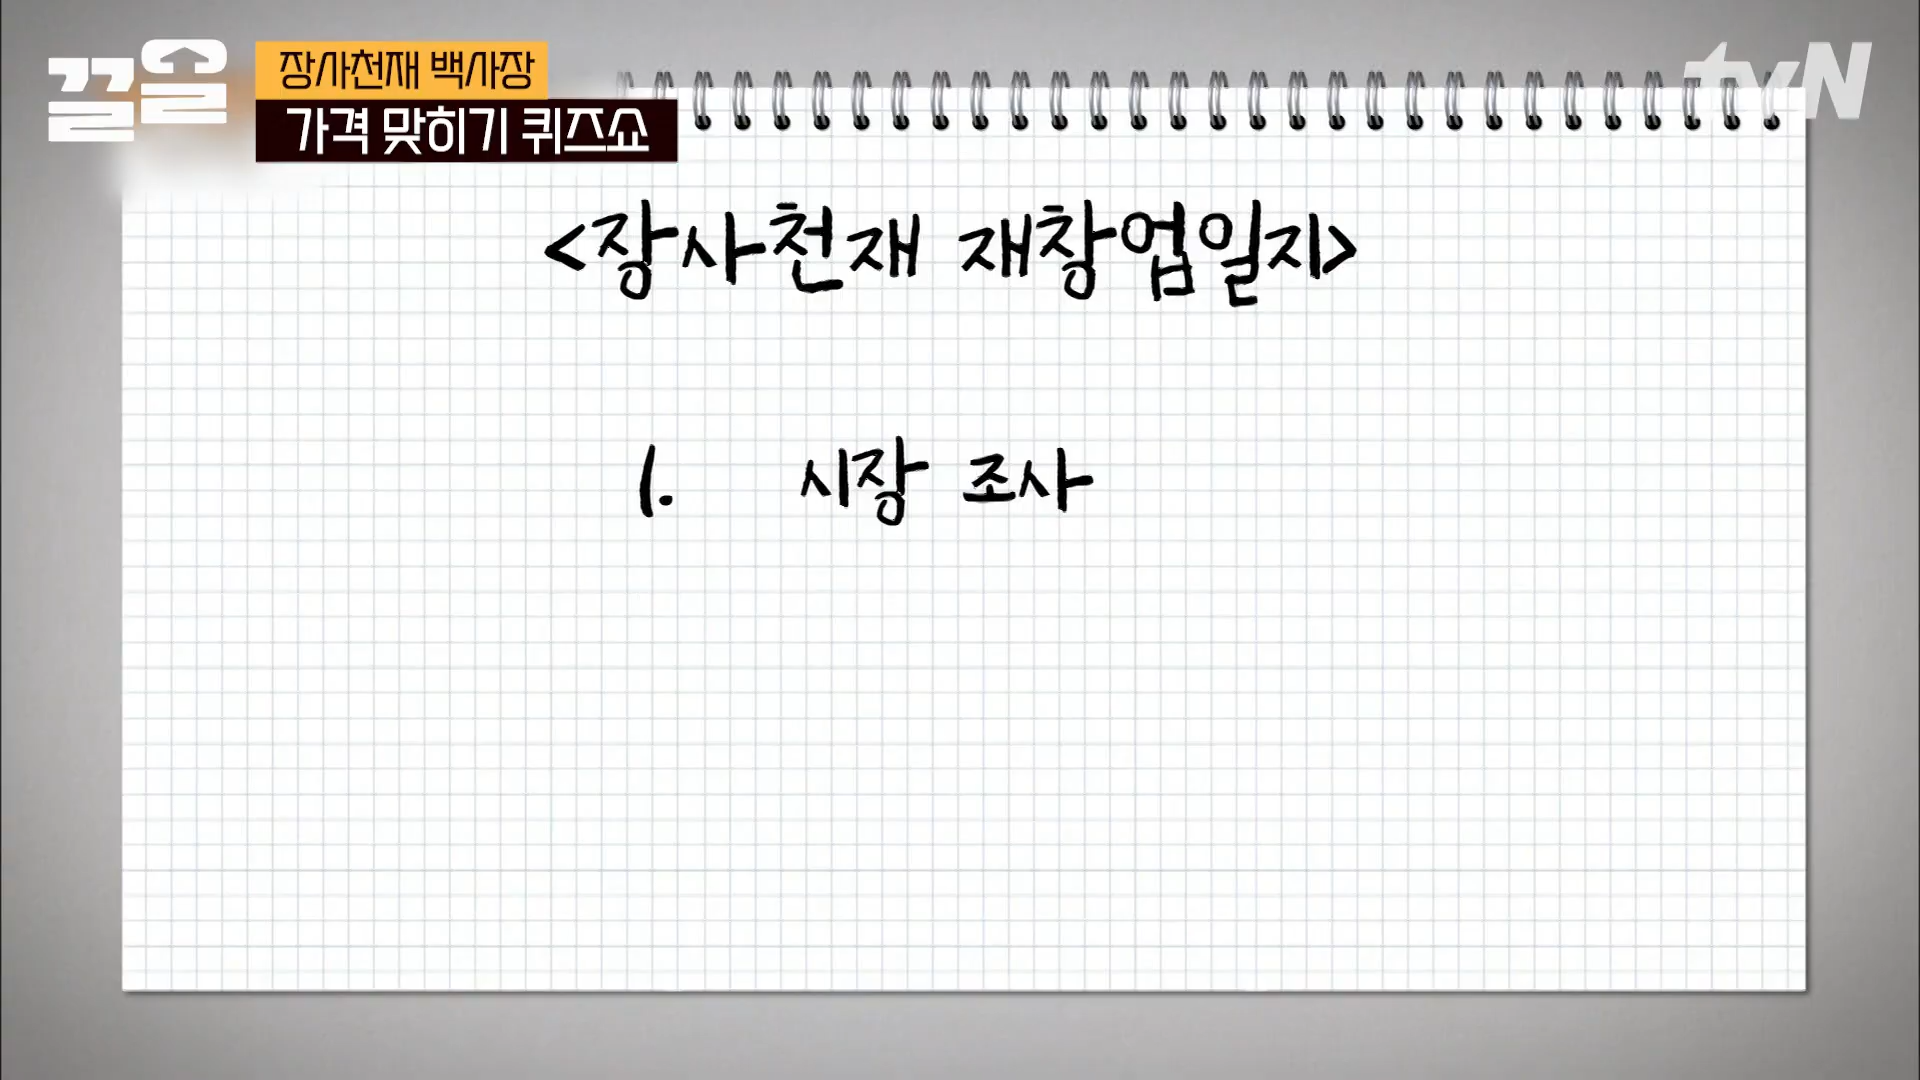 끌올
장사천재 백사장
가격 맞히기 퀴즈쇼
tvN
<장사천재 재창업일지>
1. 시장 조사